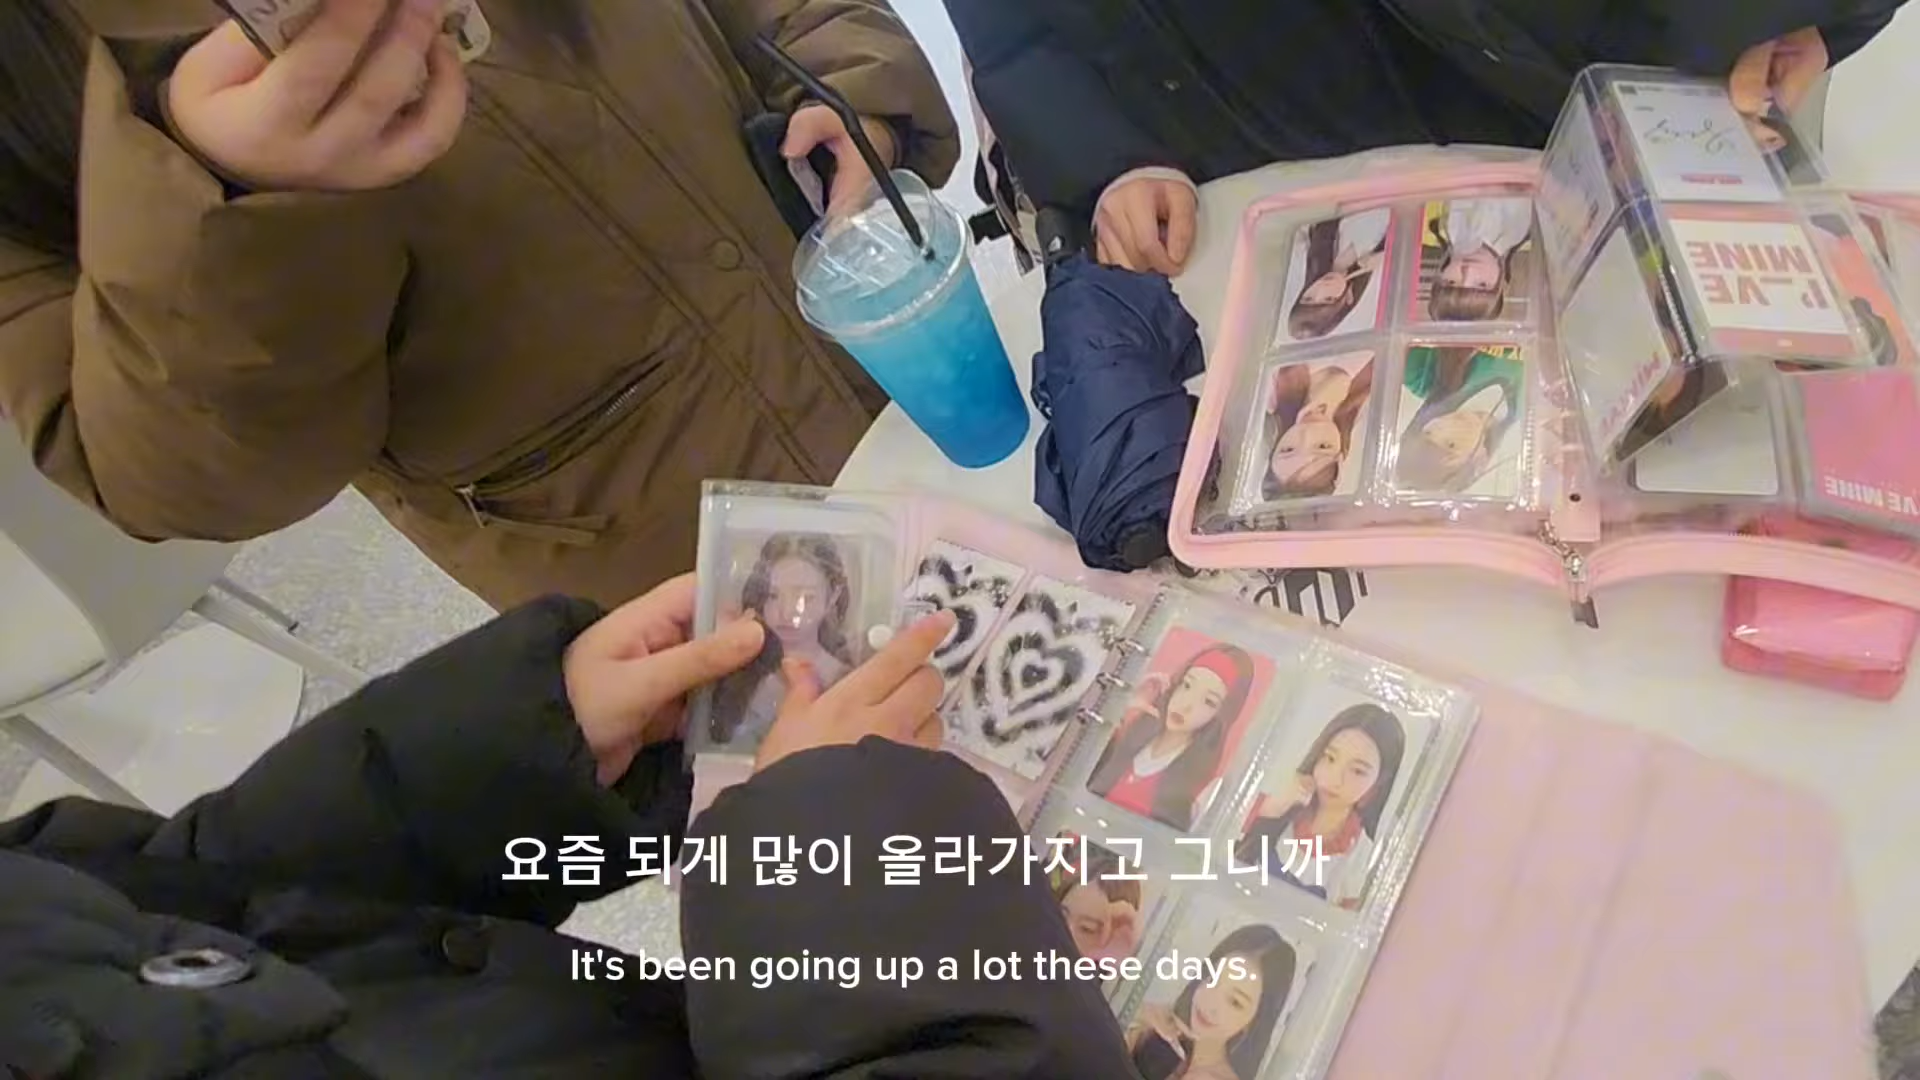 I'VE
MINE
VE MINE
요즘 되게 많이 올라가지고 그니까
It's been going up a lot these days.